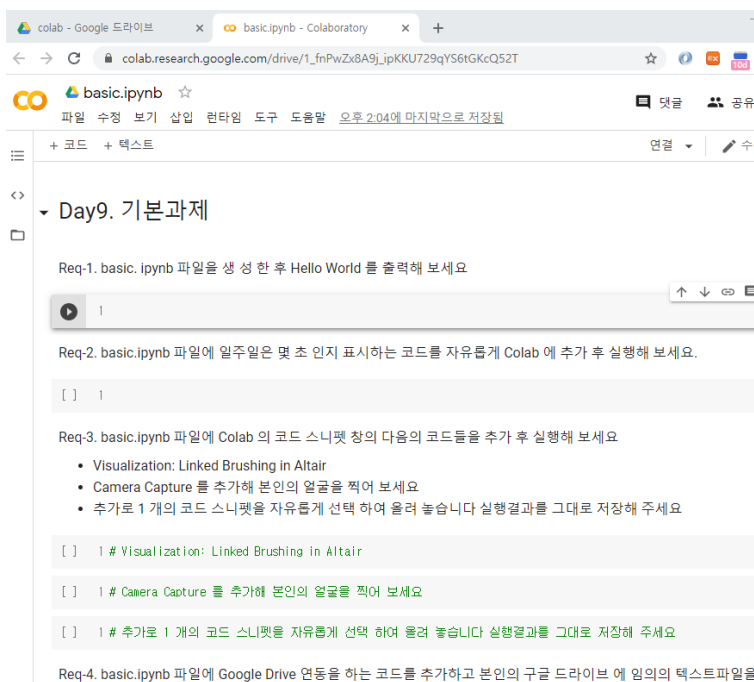 colab - Google 드라이브
basic.ipynb - Colaboratory
colab.research.google.com/drive/1_fnPwZx8A9j_ipKKU729qYS6tGKcQ52T
10d
basic.ipynb
댓글
공유
파일 수정 보기 삽입 런타임 도구 도움말 오후 2:04에 마지막으로 저장됨
+ 코드 + 텍스트
연결
수
Day9. 기본과제
Req-1. basic. ipynb 파일을 생 성 한 후 Hello World 를 출력해 보세요
1
Req-2. basic.ipynb 파일에 일주일은 몇 초 인지 표시하는 코드를 자유롭게 Colab 에 추가 후 실행해 보세요.
[ ] 1
Req-3. basic.ipynb 파일에 Colab 의 코드 스니펫 창의 다음의 코드들을 추가 후 실행해 보세요
• Visualization: Linked Brushing in Altair
• Camera Capture 를 추가해 본인의 얼굴을 찍어 보세요
• 추가로 1 개의 코드 스니펫을 자유롭게 선택 하여 올려 놓습니다 실행결과를 그대로 저장해 주세요
[ ] 1 # Visualization: Linked Brushing in Altair
[ ] 1 # Camera Capture 를 추가해 본인의 얼굴을 찍어 보세요
[ ] 1 # 추가로 1 개의 코드 스니펫을 자유롭게 선택 하여 올려 놓습니다 실행결과를 그대로 저장해 주세요
Req-4. basic.ipynb 파일에 Google Drive 연동을 하는 코드를 추가하고 본인의 구글 드라이브 에 임의의 텍스트파일을